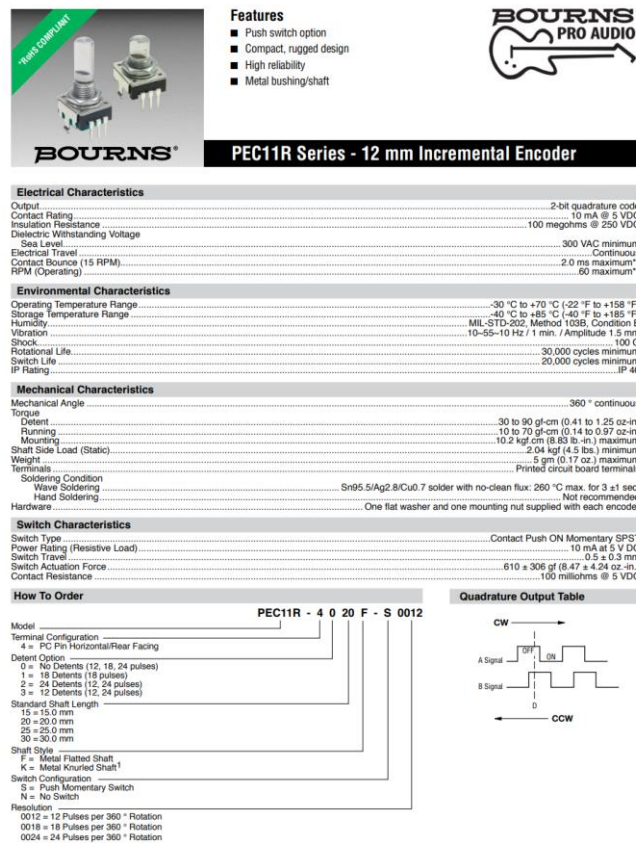 *RoHS COMPLIANT
BOURNS®
Features
■ Push switch option
■ Compact, rugged design
■ High reliability
■ Metal bushing/shaft
BOURNS
PRO AUDIO
PEC11R Series - 12 mm Incremental Encoder
Electrical Characteristics
Output 2-bit quadrature code
Contact Rating 10 mA @ 5 VDC
Insulation Resistance 100 megohms @ 250 VDC
Dielectric Withstanding Voltage
Sea Level 300 VAC minimum
Electrical Travel Continuous
Contact Bounce (15 RPM) 2.0 ms maximum*
RPM (Operating) 60 maximum*
Environmental Characteristics
Operating Temperature Range -30 °C to +70 °C (-22 °F to +158 °F
Storage Temperature Range -40 °C to +85 °C (-40 °F to +185 °F
Humidity MIL-STD-202, Method 103B, Condition
Vibration 10~55~10 Hz / 1 min. / Amplitude 1.5 mm
Shock 100
Rotational Life 30,000 cycles minimum
Switch Life 20,000 cycles minimum
IP Rating IP 40
Mechanical Characteristics
Mechanical Angle 360 ° continuous
Torque
Detent 30 to 90 gf-cm (0.41 to 1.25 oz-in
Running 10 to 70 gf-cm (0.14 to 0.97 oz-in
Mounting 10.2 kgf.cm (8.83 lb.-in.) maximum
Shaft Side Load (Static) 2.04 kgf (4.5 lbs.) minimum
Weight 5 gm (0.17 oz.) maximum
Terminals Printed circuit board terminal
Soldering Condition
Wave Soldering Sn95.5/Ag2.8/Cu0.7 solder with no-clean flux: 260 °C max. for 3 ±1 sec
Hand Soldering Not recommended
Hardware One flat washer and one mounting nut supplied with each encode
Switch Characteristics
Switch Type Contact Push ON Momentary SPST
Power Rating (Resistive Load) 10 mA at 5 V DC
Switch Travel 0.5 ± 0.3 mm
Switch Actuation Force 610 ± 306 gf (8.47 ± 4.24 oz.-in.
Contact Resistance 100 milliohms @ 5 VDC
How To Order
PEC11R - 4 0 20 F - S 0012
Model
Terminal Configuration
4 = PC Pin Horizontal/Rear Facing
Detent Option
0 = No Detents (12, 18, 24 pulses)
1 = 18 Detents (18 pulses)
2 = 24 Detents (12, 24 pulses)
3 = 12 Detents (12, 24 pulses)
Standard Shaft Length
15 = 15.0 mm
20 = 20.0 mm
25 = 25.0 mm
30 = 30.0 mm
Shaft Style
F = Metal Flatted Shaft
K = Metal Knurled Shaft1
Switch Configuration
S = Push Momentary Switch
N = No Switch
Resolution
0012 = 12 Pulses per 360 ° Rotation
0018 = 18 Pulses per 360 ° Rotation
0024 = 24 Pulses per 360 ° Rotation
Quadrature Output Table
CW
A Signal OFF ON
B Signal
D
CCW